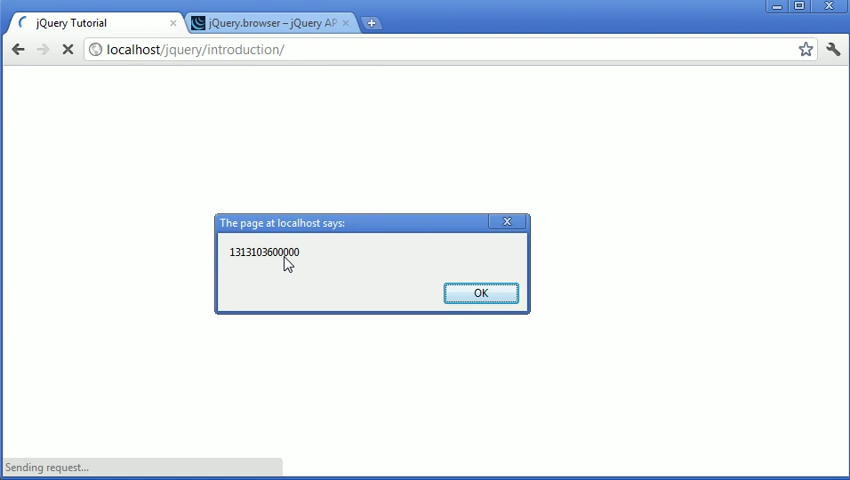 jQuery Tutorial
jQuery.browser – jQuery AP
localhost/jquery/introduction/
The page at localhost says:
1313103600000
OK
Sending request...